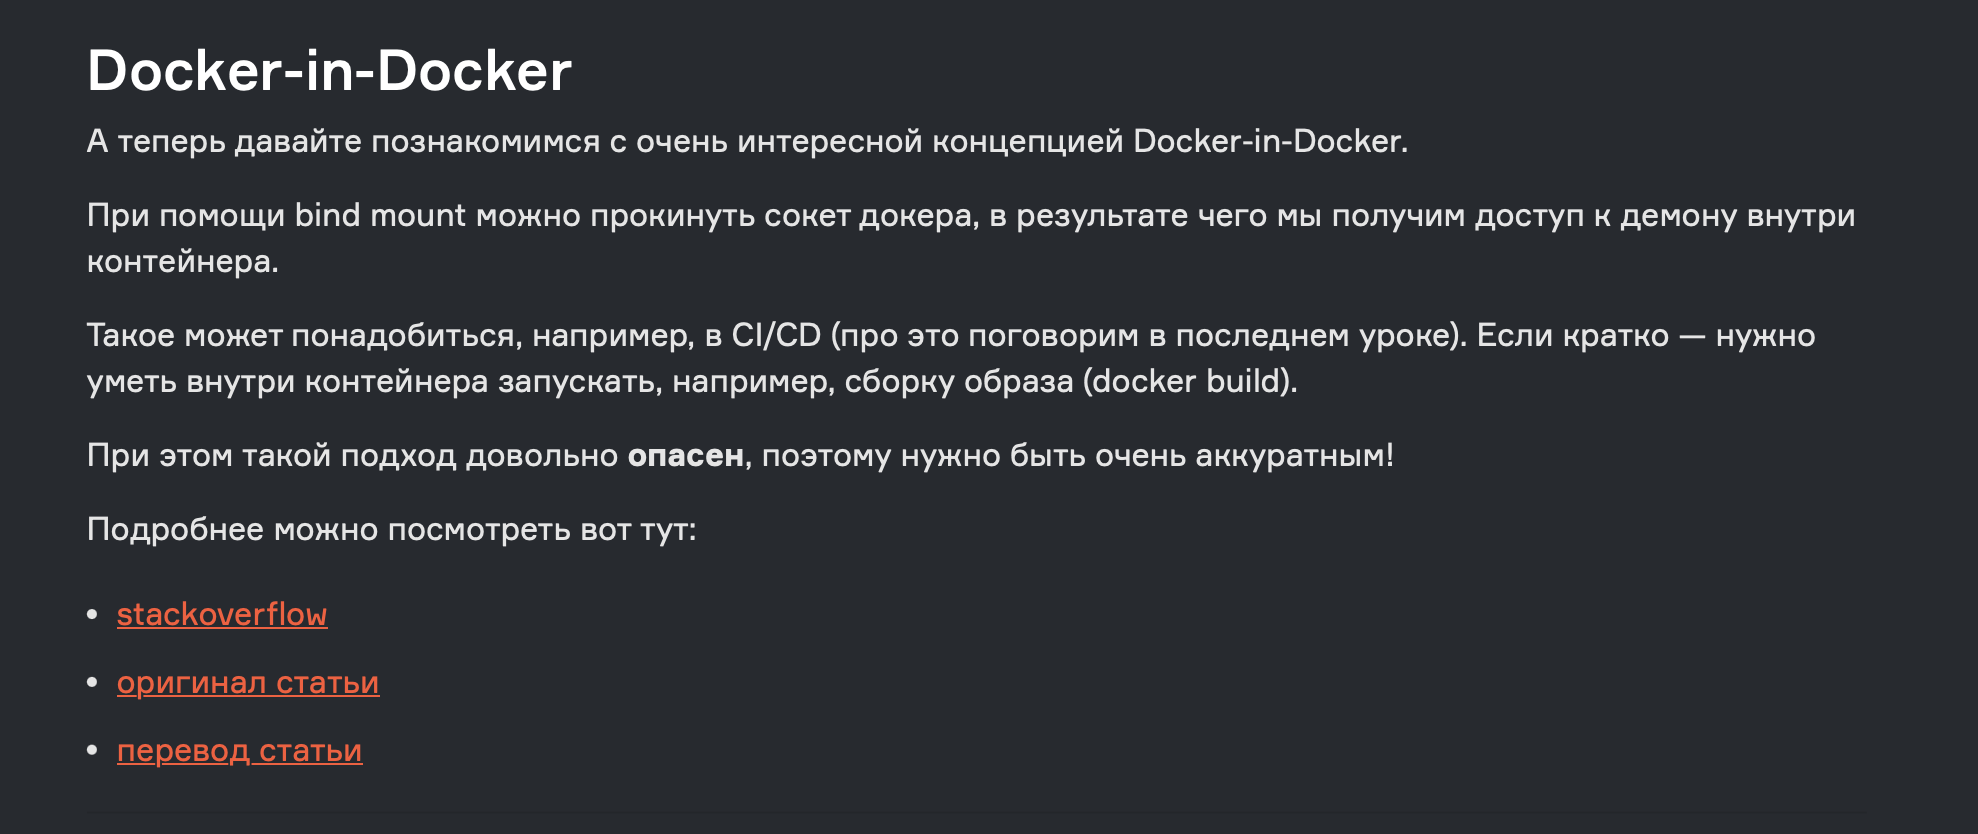 Docker-in-Docker
А теперь давайте познакомимся с очень интересной концепцией Docker-in-Docker.
При помощи bind mount можно прокинуть сокет докера, в результате чего мы получим доступ к демону внутри
контейнера.
Такое может понадобиться, например, в CI/CD (про это поговорим в последнем уроке). Если кратко — нужно
уметь внутри контейнера запускать, например, сборку образа (docker build).
При этом такой подход довольно опасен, поэтому нужно быть очень аккуратным!
Подробнее можно посмотреть вот тут:
• stackoverflow
• оригинал статьи
• перевод статьи